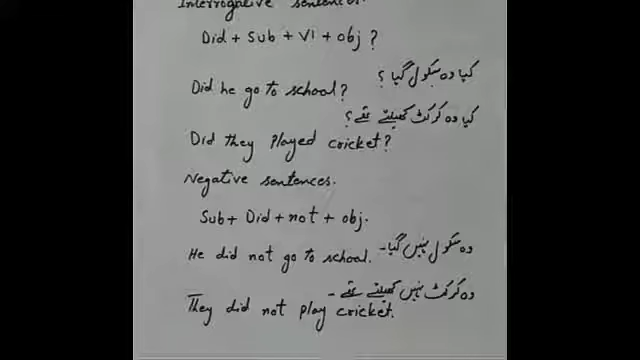 Interrogative sentences.
Did + Sub + V1 + obj ?
کیا وہ سکول گیا ؟
Did he go to school?
کیا وہ کرکٹ کھیلتے تھے ؟
Did they Played cricket?
Negative sentences.
Sub + Did + not + obj.
وہ سکول نہیں گیا -
He did not go to school.
وہ کرکٹ نہیں کھیلتے تھے -
They did not play cricket.